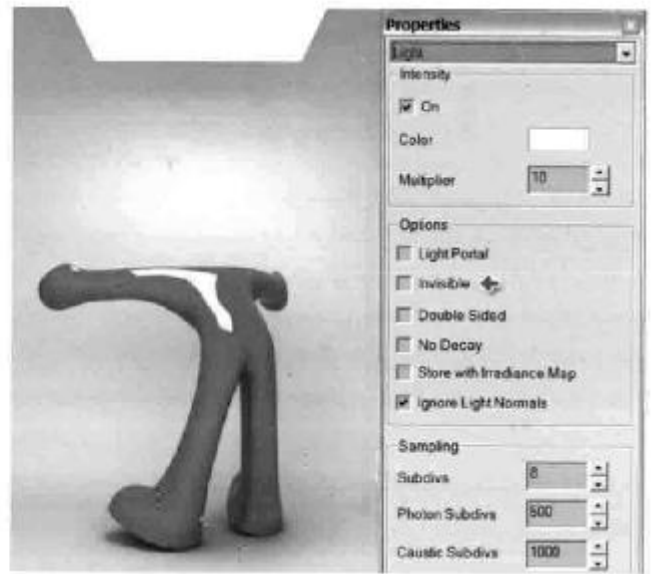 Properties
Light
Intensity
On
Color
Multiplier 10
Options
Light Portal
Invisible
Double Sided
No Decay
Store with Irradiance Map
Ignore Light Normals
Sampling
Subdivs 8
Photon Subdivs 500
Caustic Subdivs 1000